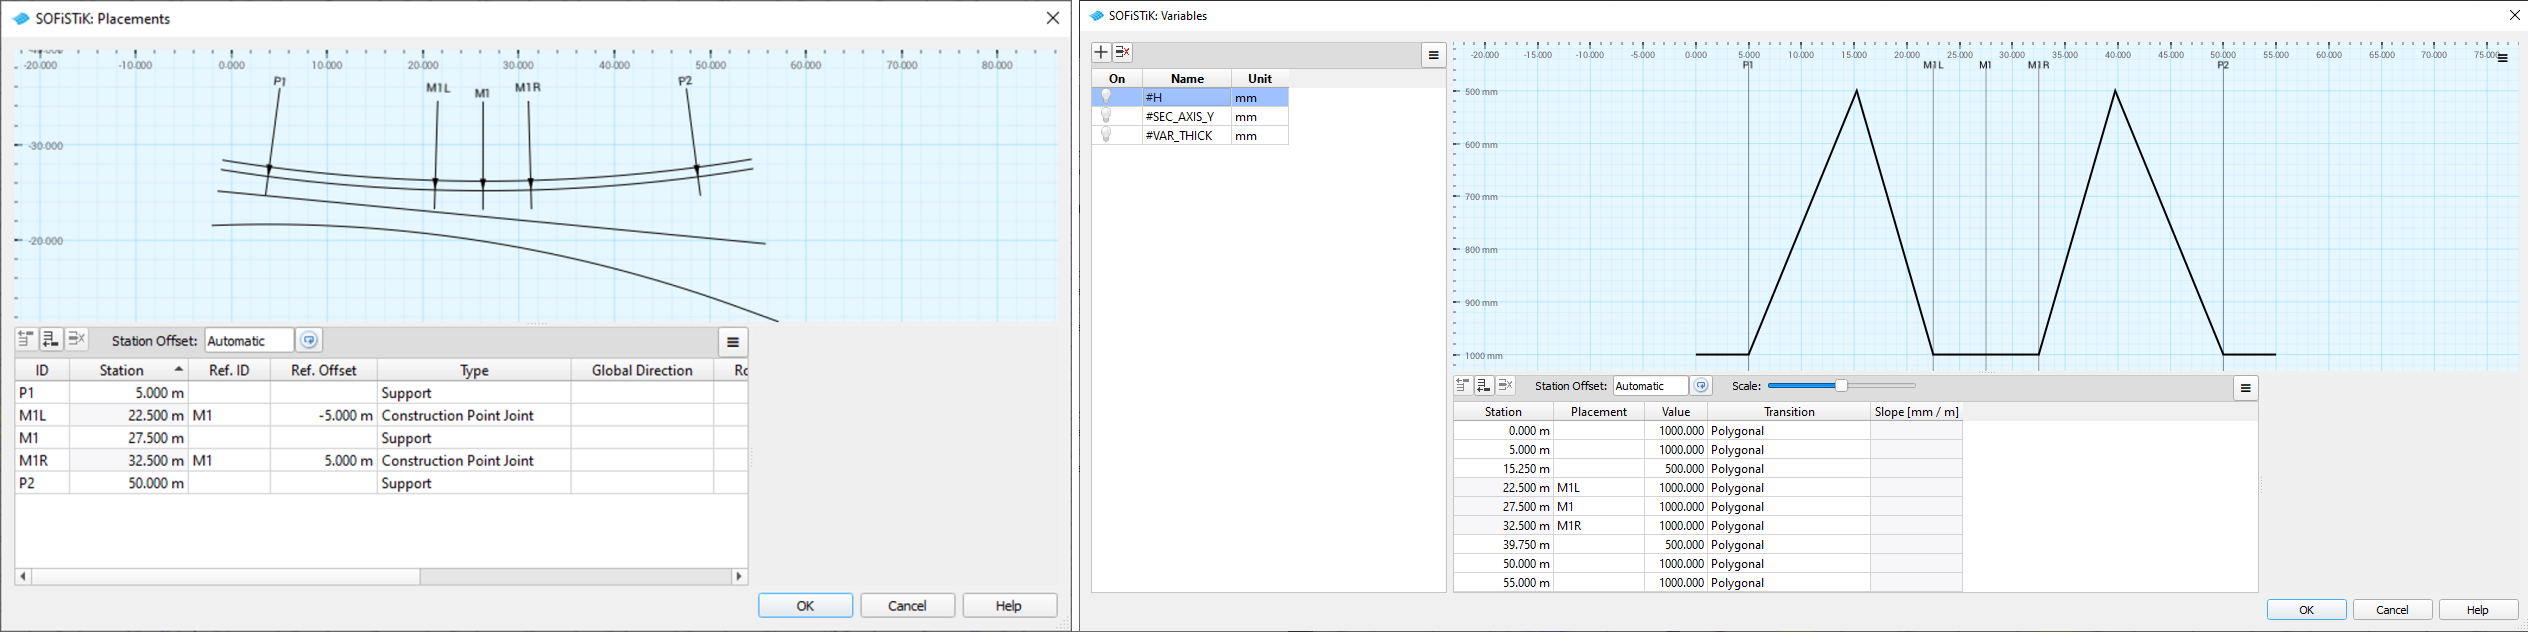 SOFiSTiK: Placements
-20.000 -10.000 0.000 10.000 20.000 30.000 40.000 50.000 60.000 70.000 80.000
P1 M1L M1 M1R P2
-30.000
-20.000
Station Offset: Automatic
ID Station Ref. ID Ref. Offset Type Global Direction
P1 5.000 m Support
M1L 22.500 m M1 -5.000 m Construction Point Joint
M1 27.500 m Support
M1R 32.500 m M1 5.000 m Construction Point Joint
P2 50.000 m Support
OK Cancel Help
SOFiSTiK: Variables
On Name Unit
#H mm
#SEC_AXIS_Y mm
#VAR_THICK mm
-20.000 -15.000 -10.000 -5.000 0.000 5.000 10.000 15.000 20.000 25.000 30.000 35.000 40.000 45.000 50.000 55.000 60.000 65.000 70.000
P1 M1L M1 M1R P2
500 mm
600 mm
700 mm
800 mm
900 mm
1000 mm
Station Offset: Automatic Scale:
Station Placement Value Transition Slope [mm / m]
0.000 m 1000.000 Polygonal
5.000 m 1000.000 Polygonal
15.250 m 500.000 Polygonal
22.500 m M1L 1000.000 Polygonal
27.500 m M1 1000.000 Polygonal
32.500 m M1R 1000.000 Polygonal
39.750 m 500.000 Polygonal
50.000 m 1000.000 Polygonal
55.000 m 1000.000 Polygonal
OK Cancel Help